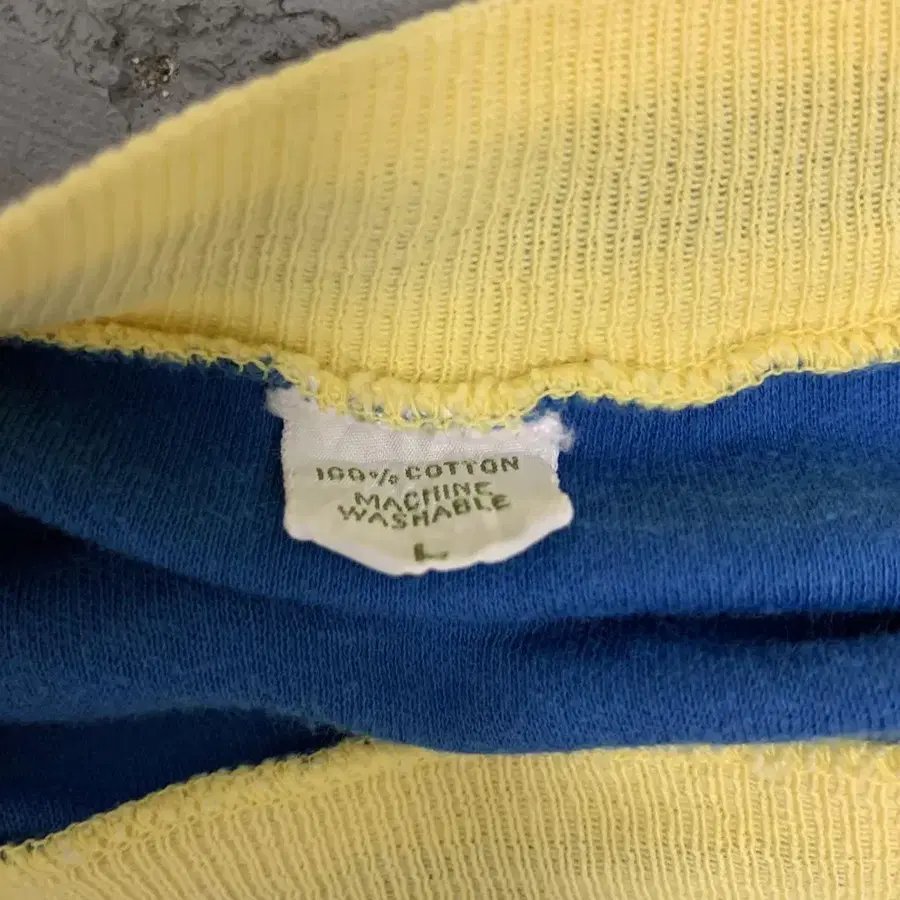 100% COTTON
MACHINE
WASHABLE
L